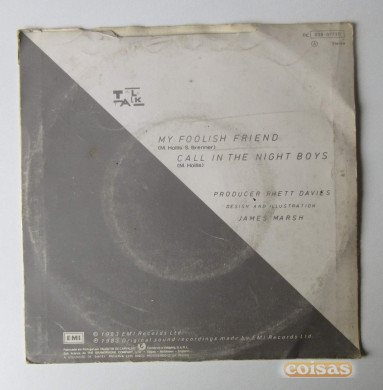 TALK
TALK
MY FOOLISH FRIEND
(M Hollis S Brenner)
CALL IN THE NIGHT BOYS
(M Hollis)
PRODUCER RHETT DAVIES
DESIGN AND ILLUSTRATION
JAMES MARSH
EMI
℗ 1983 EMI Records Ltd
© 1983 Original sound recordings made by EMI Records Ltd
coisas